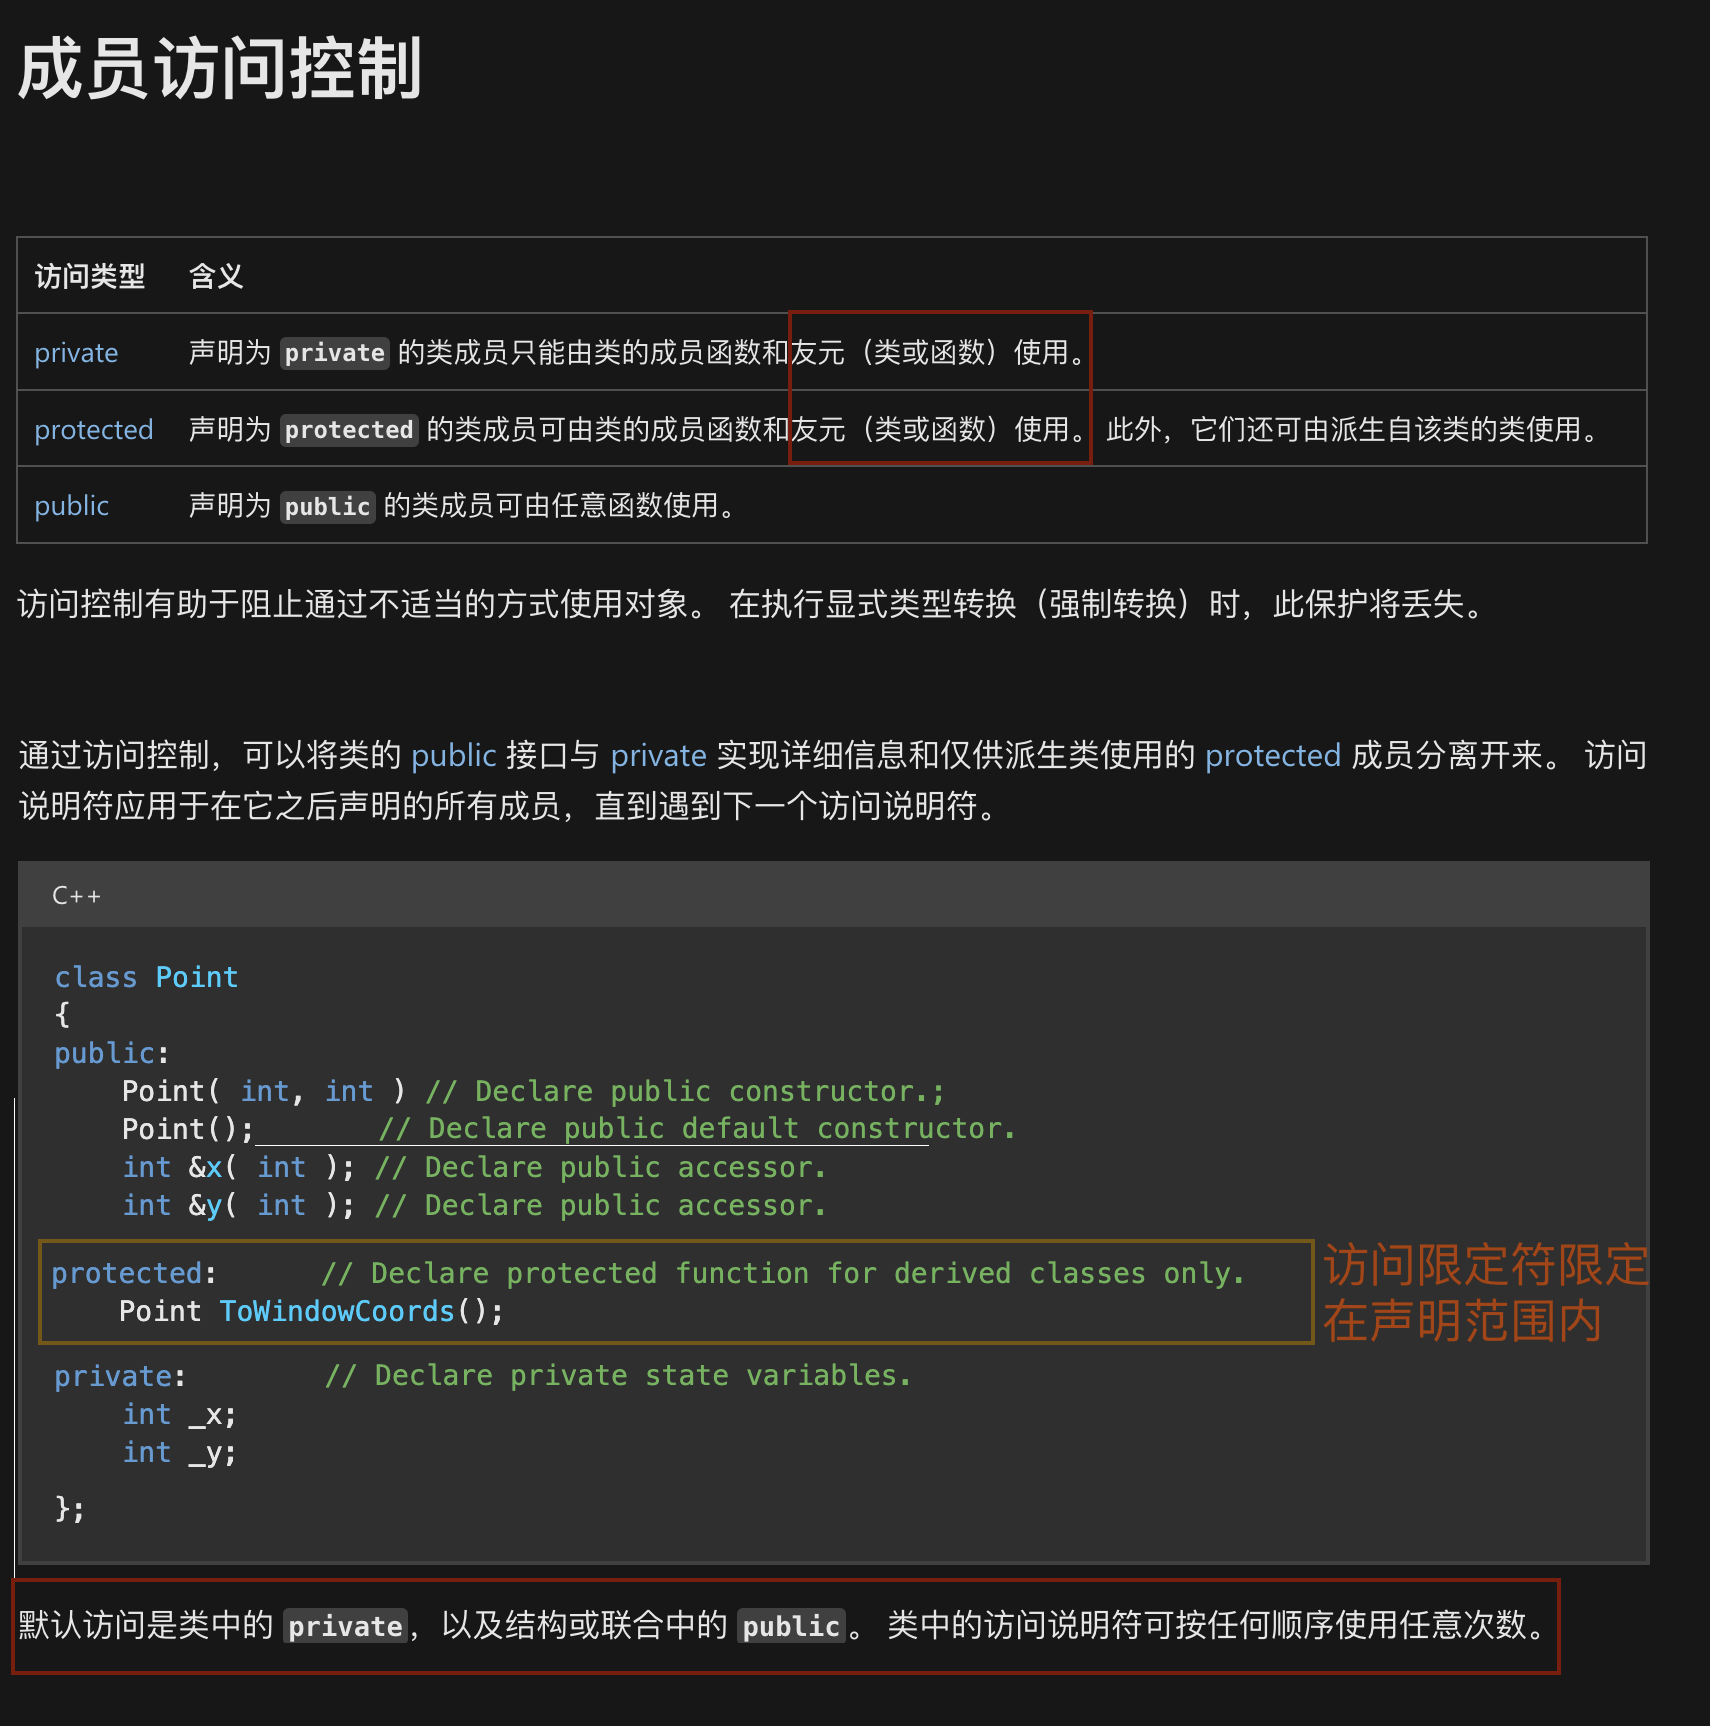 成员访问控制
访问类型 含义
private 声明为 private 的类成员只能由类的成员函数和友元（类或函数）使用。
protected 声明为 protected 的类成员可由类的成员函数和友元（类或函数）使用。 此外，它们还可由派生自该类的类使用。
public 声明为 public 的类成员可由任意函数使用。
访问控制有助于阻止通过不适当的方式使用对象。 在执行显式类型转换（强制转换）时，此保护将丢失。
通过访问控制，可以将类的 public 接口与 private 实现详细信息和仅供派生类使用的 protected 成员分离开来。 访问
说明符应用于在它之后声明的所有成员，直到遇到下一个访问说明符。
C++
class Point
{
public:
    Point( int, int ) // Declare public constructor.;
    Point();       // Declare public default constructor.
    int &x( int ); // Declare public accessor.
    int &y( int ); // Declare public accessor.
protected:      // Declare protected function for derived classes only.
    Point ToWindowCoords();
访问限定符限定
在声明范围内
private:        // Declare private state variables.
    int _x;
    int _y;
};
默认访问是类中的 private，以及结构或联合中的 public。 类中的访问说明符可按任何顺序使用任意次数。